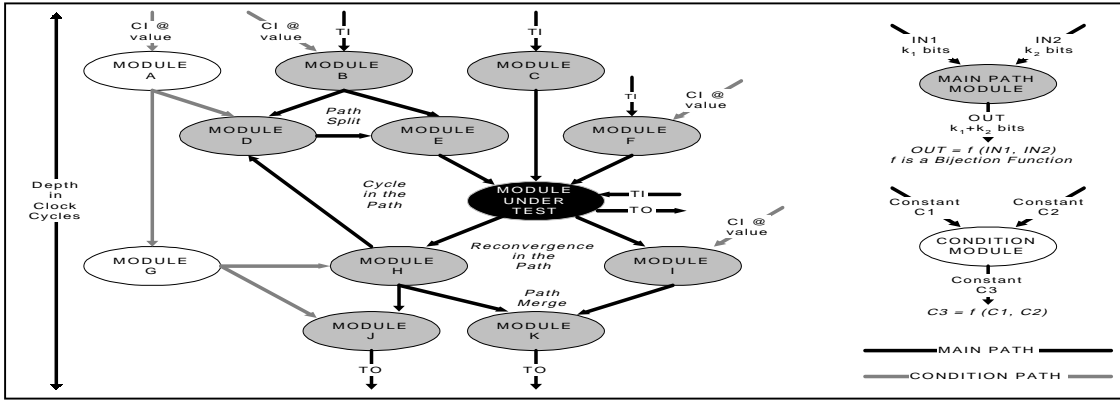 CI @
value
CI @
value
TI
TI
MODULE
A
MODULE
B
MODULE
C
TI
CI @
value
Path
Split
MODULE
D
MODULE
E
MODULE
F
Depth
in
Clock
Cycles
Cycle
in the
Path
MODULE
UNDER
TEST
TI
TO
CI @
value
Reconvergence
in the
Path
MODULE
G
MODULE
H
MODULE
I
Path
Merge
MODULE
J
MODULE
K
TO
TO
IN1
k1 bits
IN2
k2 bits
MAIN PATH
MODULE
OUT
k1+k2 bits
OUT = f (IN1, IN2)
f is a Bijection Function
Constant
C1
Constant
C2
CONDITION
MODULE
Constant
C3
C3 = f (C1, C2)
MAIN PATH
CONDITION PATH